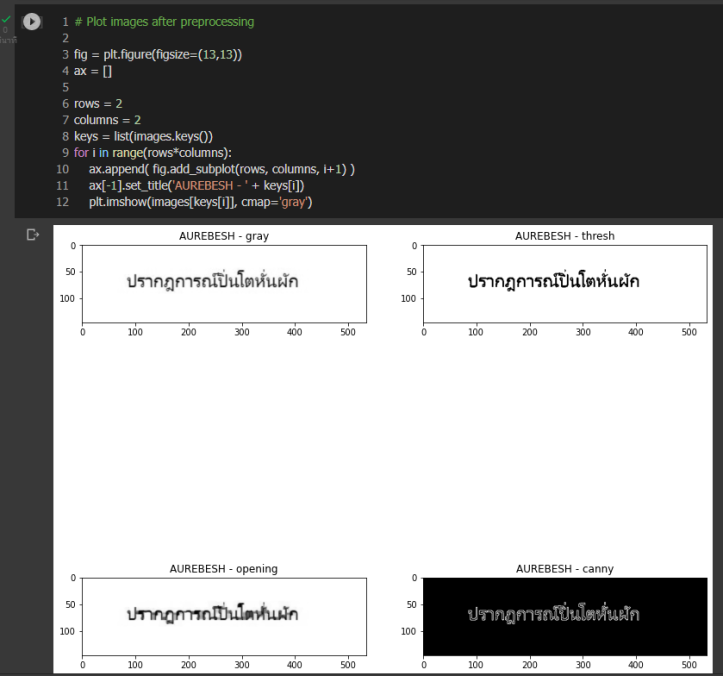 1 # Plot images after preprocessing
2
3 fig = plt.figure(figsize=(13,13))
4 ax = []
5
6 rows = 2
7 columns = 2
8 keys = list(images.keys())
9 for i in range(rows*columns):
10 ax.append( fig.add_subplot(rows, columns, i+1) )
11 ax[-1].set_title('AUREBESH - ' + keys[i])
12 plt.imshow(images[keys[i]], cmap='gray')
0
นาที
AUREBESH - gray
0
50
100
ปรากฏการณ์ปิ่นโตหั่นผัก
0 100 200 300 400 500
AUREBESH - thresh
0
50
100
ปรากฏการณ์ปิ่นโตหั่นผัก
0 100 200 300 400 500
AUREBESH - opening
0
50
100
ปรากฏการณ์ปิ่นโตหั่นผัก
0 100 200 300 400 500
AUREBESH - canny
0
50
100
ปรากฏการณ์ปิ่นโตหั่นผัก
0 100 200 300 400 500